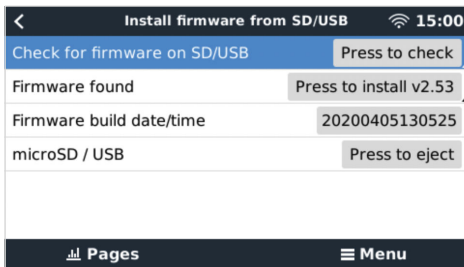 Install firmware from SD/USB 15:00
Check for firmware on SD/USB Press to check
Firmware found Press to install v2.53
Firmware build date/time 20200405130525
microSD / USB Press to eject
Pages Menu